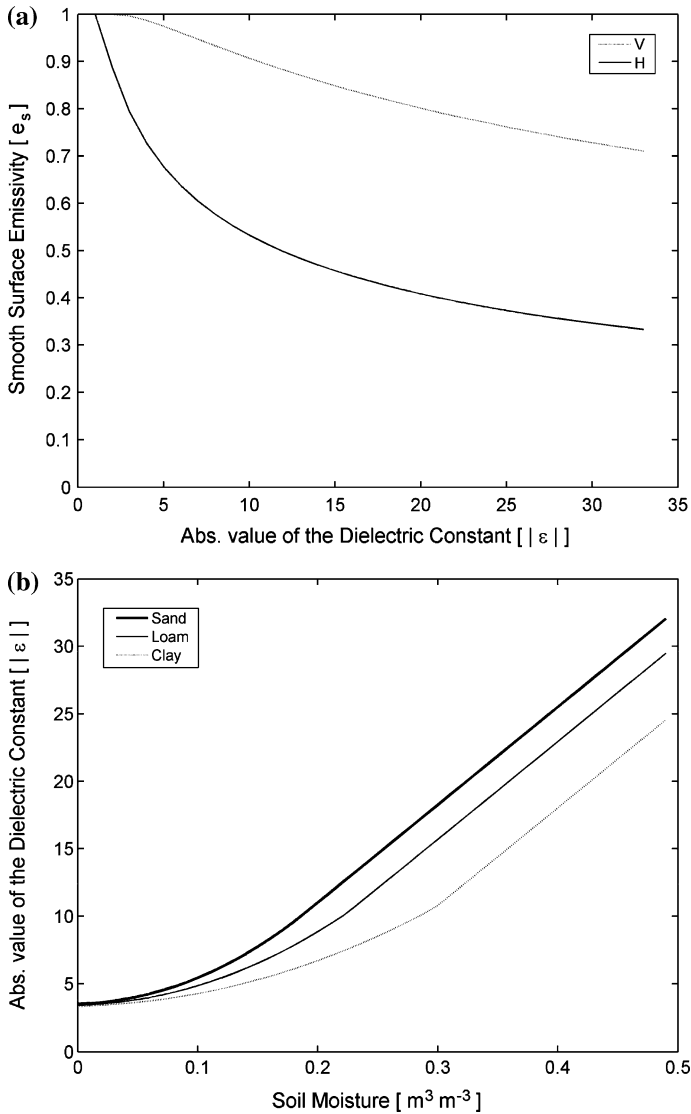 (a)
1
0.9
0.8
0.7
0.6
0.5
0.4
0.3
0.2
0.1
0
Smooth Surface Emissivity [ eₛ ]
V
H
0 5 10 15 20 25 30 35
Abs. value of the Dielectric Constant [ | ε | ]
(b)
35
30
25
20
15
10
5
0
Abs. value of the Dielectric Constant [ | ε | ]
Sand
Loam
Clay
0 0.1 0.2 0.3 0.4 0.5
Soil Moisture [ m³ m⁻³ ]